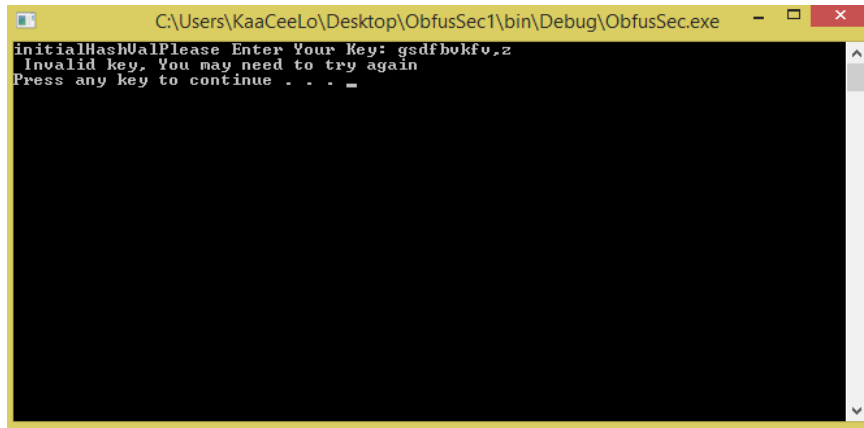 C:\Users\KaaCeeLo\Desktop\ObfusSec1\bin\Debug\ObfusSec.exe
initialHashValPlease Enter Your Key: gsdfbvkfv,z
Invalid key, You may need to try again
Press any key to continue . . .